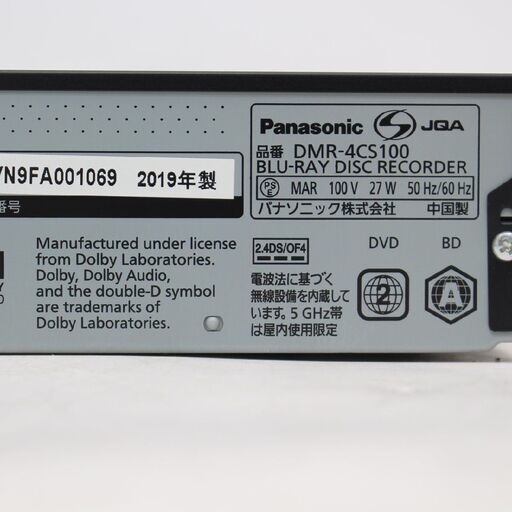 Panasonic S JQA
品番 DMR-4CS100
BLU-RAY DISC RECORDER
PSE MAR 100 V 27 W 50 Hz/60 Hz
パナソニック株式会社 中国製
VN9FA001069 2019年製
番号
Manufactured under license
from Dolby Laboratories.
Dolby, Dolby Audio,
and the double-D symbol
are trademarks of
Dolby Laboratories.
2.4DS/OF4
電波法に基づく
無線設備を内蔵して
います。5 GHz帯
は屋内使用限定
DVD BD
2 A